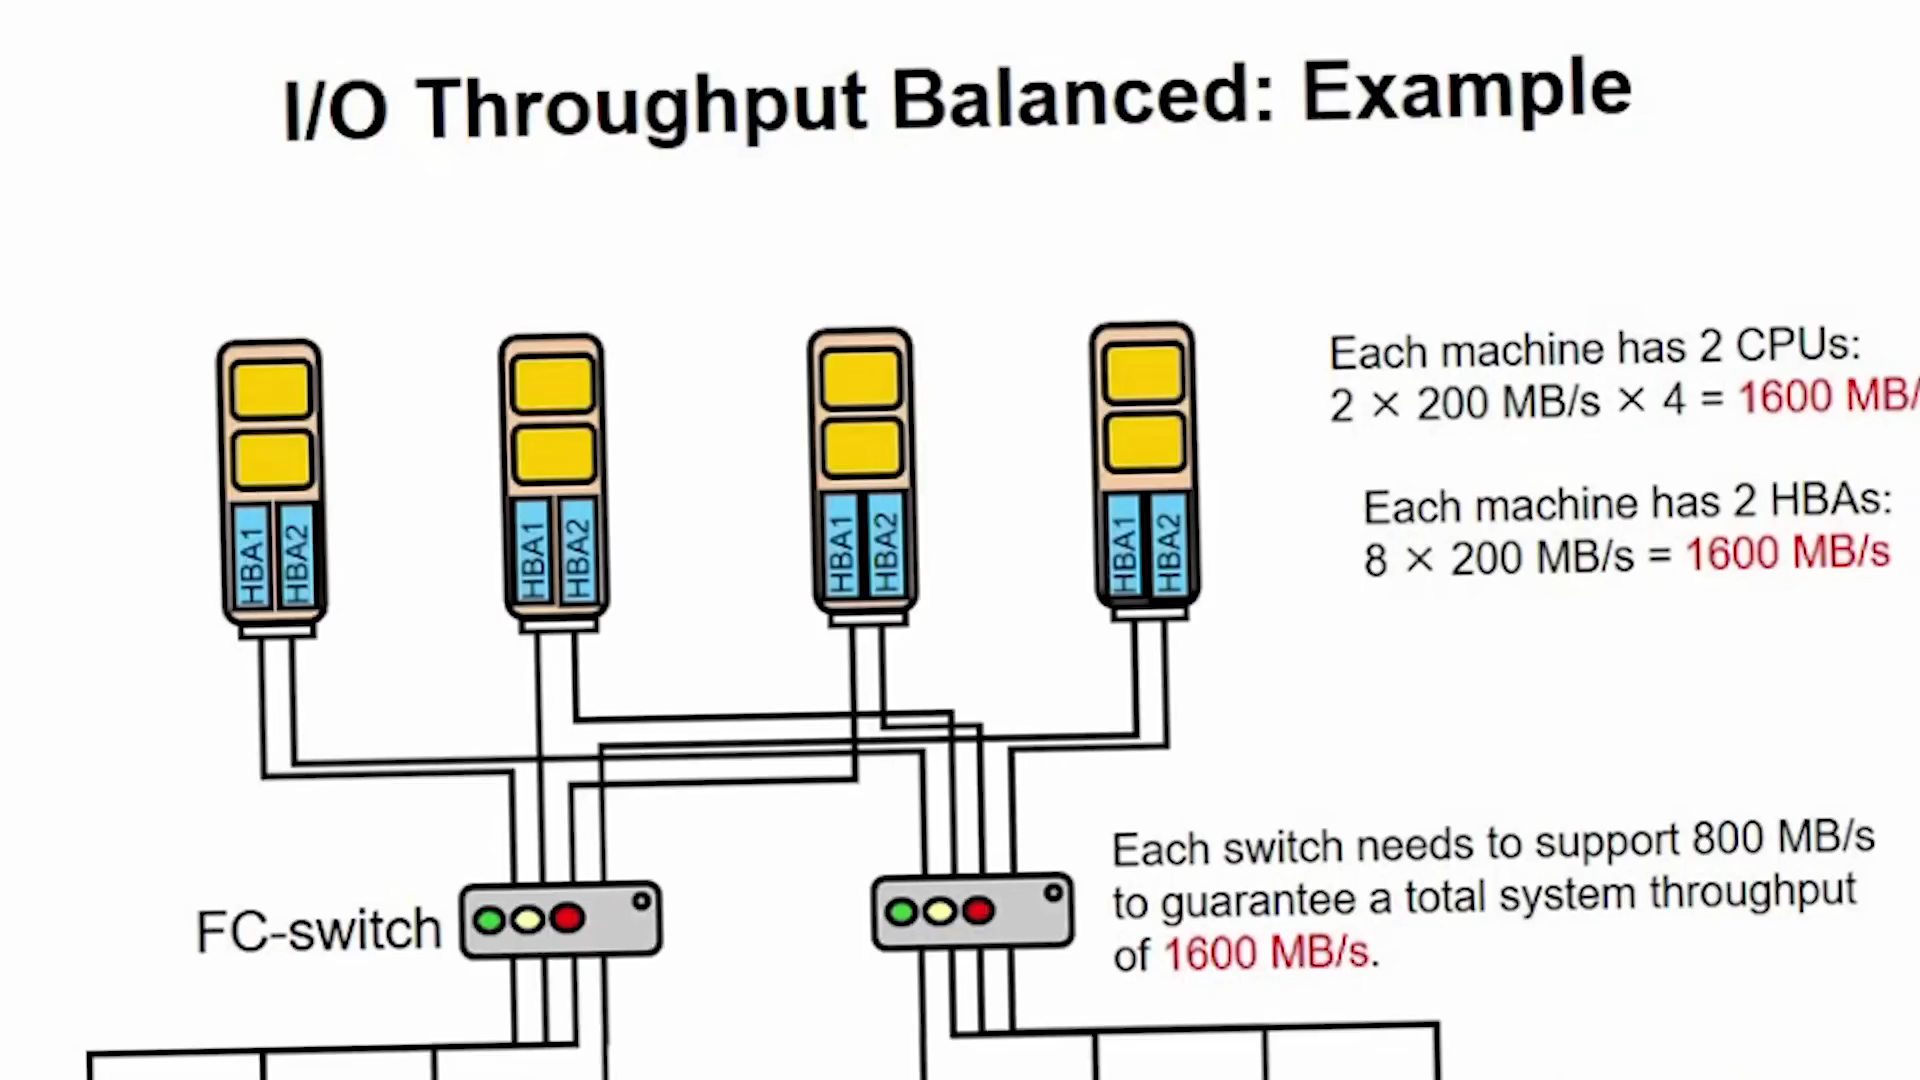 I/O Throughput Balanced: Example
Each machine has 2 CPUs:
2 × 200 MB/s × 4 = 1600 MB/
Each machine has 2 HBAs:
8 × 200 MB/s = 1600 MB/s
HBA1 HBA2
HBA1 HBA2
HBA1 HBA2
HBA1 HBA2
Each switch needs to support 800 MB/s
to guarantee a total system throughput
of 1600 MB/s.
FC-switch